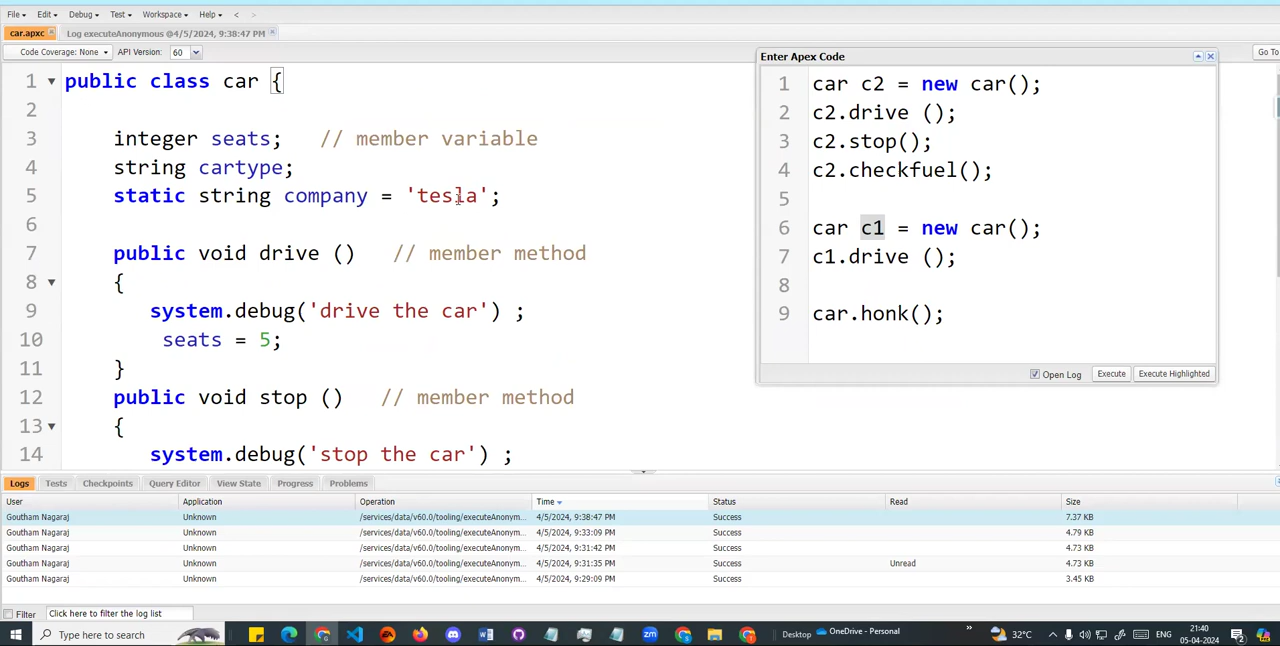 File Edit Debug Test Workspace Help < >
car.apxc Log executeAnonymous @4/5/2024, 9:38:47 PM
Code Coverage: None API Version: 60 Go To
1 public class car {
2
3 integer seats; // member variable
4 string cartype;
5 static string company = 'tesla';
6
7 public void drive () // member method
8 {
9 system.debug('drive the car') ;
10 seats = 5;
11 }
12 public void stop () // member method
13 {
14 system.debug('stop the car') ;
Enter Apex Code
1 car c2 = new car();
2 c2.drive ();
3 c2.stop();
4 c2.checkfuel();
5
6 car c1 = new car();
7 c1.drive ();
8
9 car.honk();
Open Log Execute Execute Highlighted
Logs Tests Checkpoints Query Editor View State Progress Problems
User Application Operation Time Status Read Size
Goutham Nagaraj Unknown /services/data/v60.0/tooling/executeAnonym... 4/5/2024, 9:38:47 PM Success 7.37 KB
Goutham Nagaraj Unknown /services/data/v60.0/tooling/executeAnonym... 4/5/2024, 9:33:09 PM Success 4.79 KB
Goutham Nagaraj Unknown /services/data/v60.0/tooling/executeAnonym... 4/5/2024, 9:31:42 PM Success 4.73 KB
Goutham Nagaraj Unknown /services/data/v60.0/tooling/executeAnonym... 4/5/2024, 9:31:35 PM Success Unread 4.73 KB
Goutham Nagaraj Unknown /services/data/v60.0/tooling/executeAnonym... 4/5/2024, 9:29:09 PM Success 3.45 KB
Filter Click here to filter the log list
Type here to search Desktop OneDrive - Personal » 32°C ENG 21:40
05-04-2024